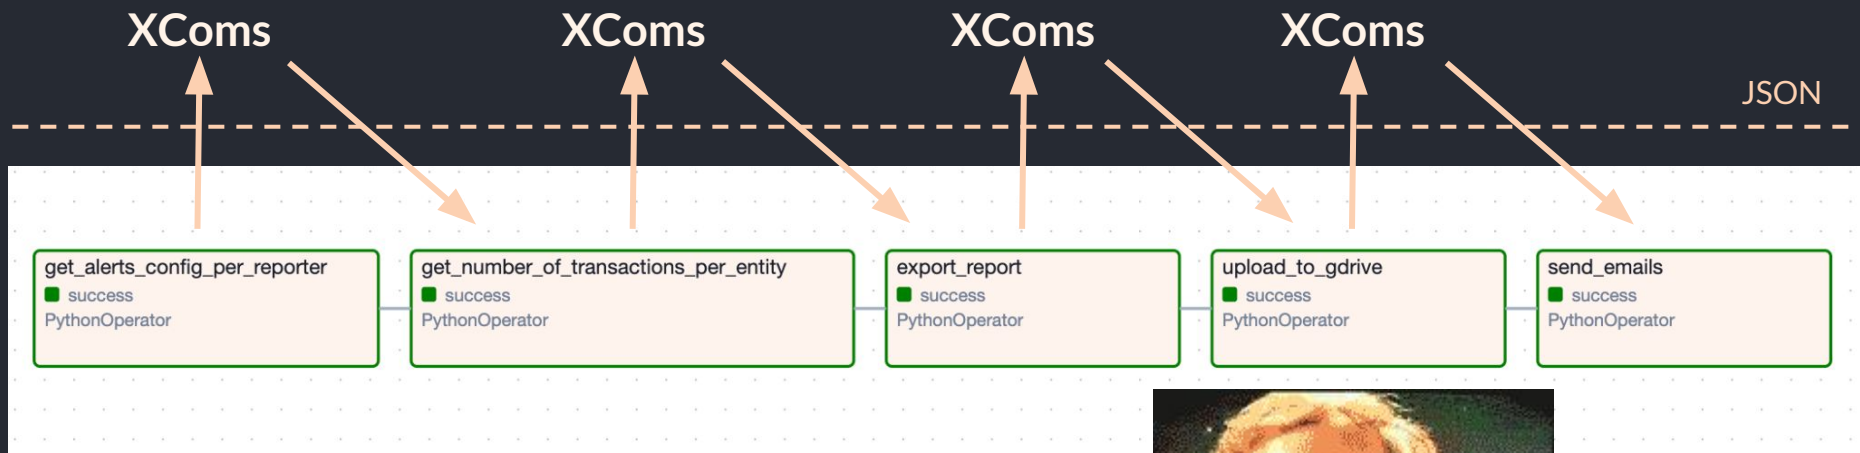 XComs XComs XComs XComs
JSON
get_alerts_config_per_reporter
success
PythonOperator
get_number_of_transactions_per_entity
success
PythonOperator
export_report
success
PythonOperator
upload_to_gdrive
success
PythonOperator
send_emails
success
PythonOperator